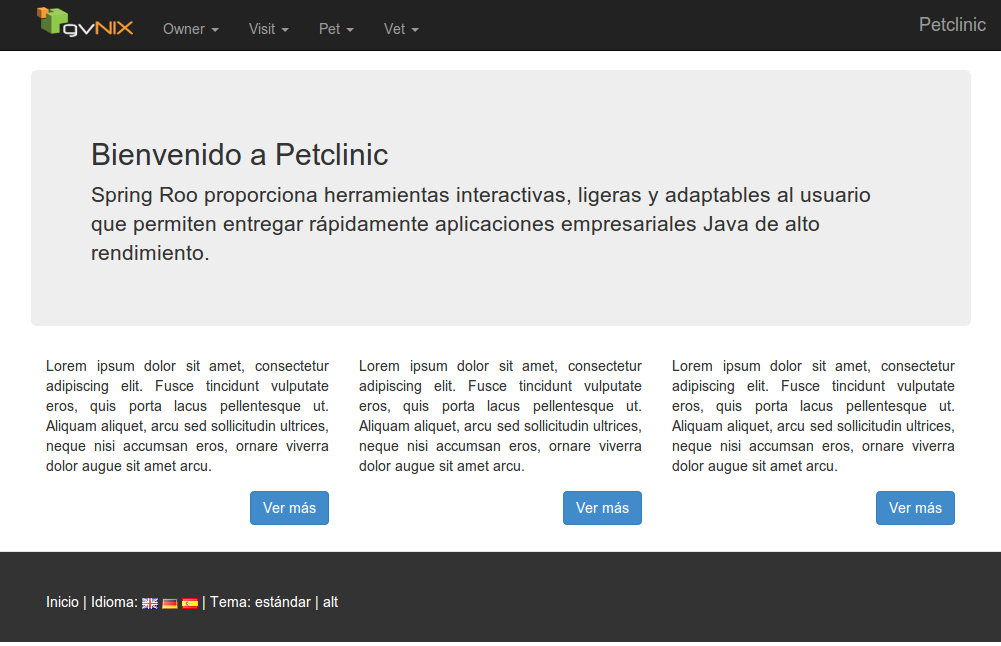 gvNIX Owner Visit Pet Vet Petclinic
Bienvenido a Petclinic
Spring Roo proporciona herramientas interactivas, ligeras y adaptables al usuario
que permiten entregar rápidamente aplicaciones empresariales Java de alto
rendimiento.
Lorem ipsum dolor sit amet, consectetur
adipiscing elit. Fusce tincidunt vulputate
eros, quis porta lacus pellentesque ut.
Aliquam aliquet, arcu sed sollicitudin ultrices,
neque nisi accumsan eros, ornare viverra
dolor augue sit amet arcu.
Ver más
Lorem ipsum dolor sit amet, consectetur
adipiscing elit. Fusce tincidunt vulputate
eros, quis porta lacus pellentesque ut.
Aliquam aliquet, arcu sed sollicitudin ultrices,
neque nisi accumsan eros, ornare viverra
dolor augue sit amet arcu.
Ver más
Lorem ipsum dolor sit amet, consectetur
adipiscing elit. Fusce tincidunt vulputate
eros, quis porta lacus pellentesque ut.
Aliquam aliquet, arcu sed sollicitudin ultrices,
neque nisi accumsan eros, ornare viverra
dolor augue sit amet arcu.
Ver más
Inicio | Idioma: | Tema: estándar | alt